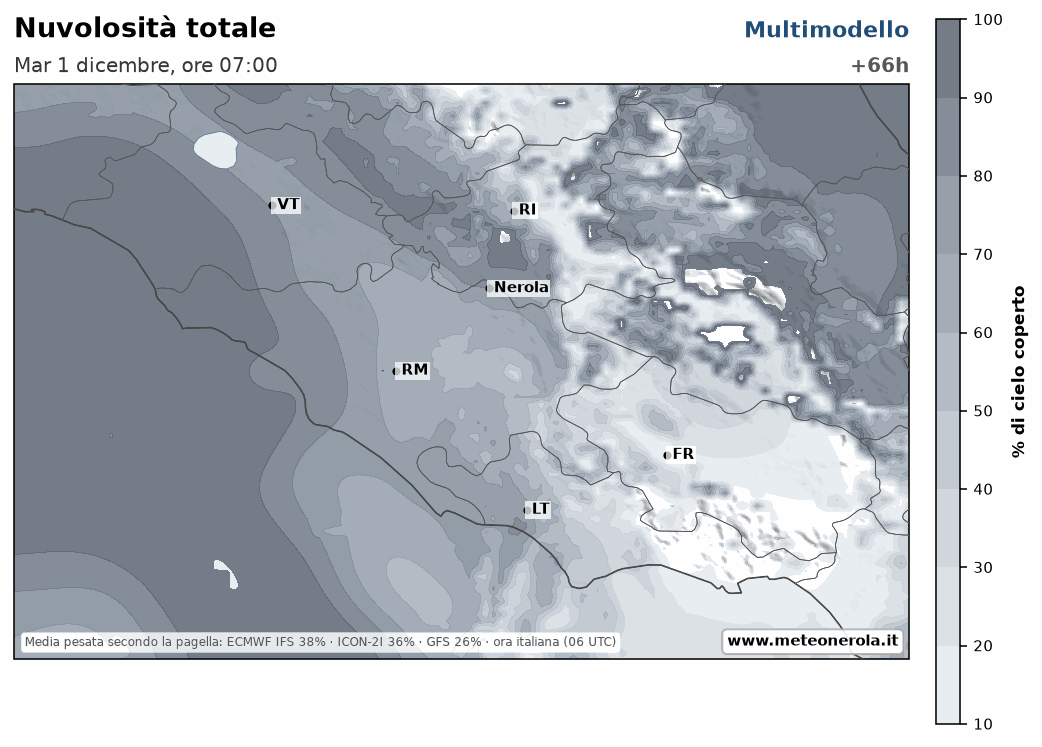 Nuvolosità totale
Multimodello
Mar 1 dicembre, ore 07:00
+66h
100
90
80
70
60
50
40
30
20
10
% di cielo coperto
VT
RI
Nerola
RM
FR
LT
Media pesata secondo la pagella: ECMWF IFS 38% · ICON-2I 36% · GFS 26% · ora italiana (06 UTC)
www.meteonerola.it